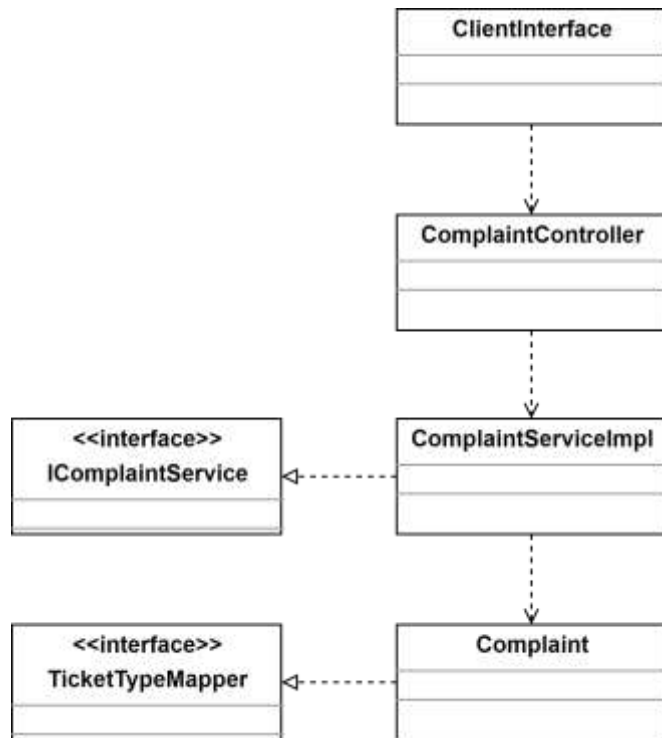 ClientInterface
ComplaintController
<<interface>>
IComplaintService
ComplaintServiceImpl
<<interface>>
TicketTypeMapper
Complaint